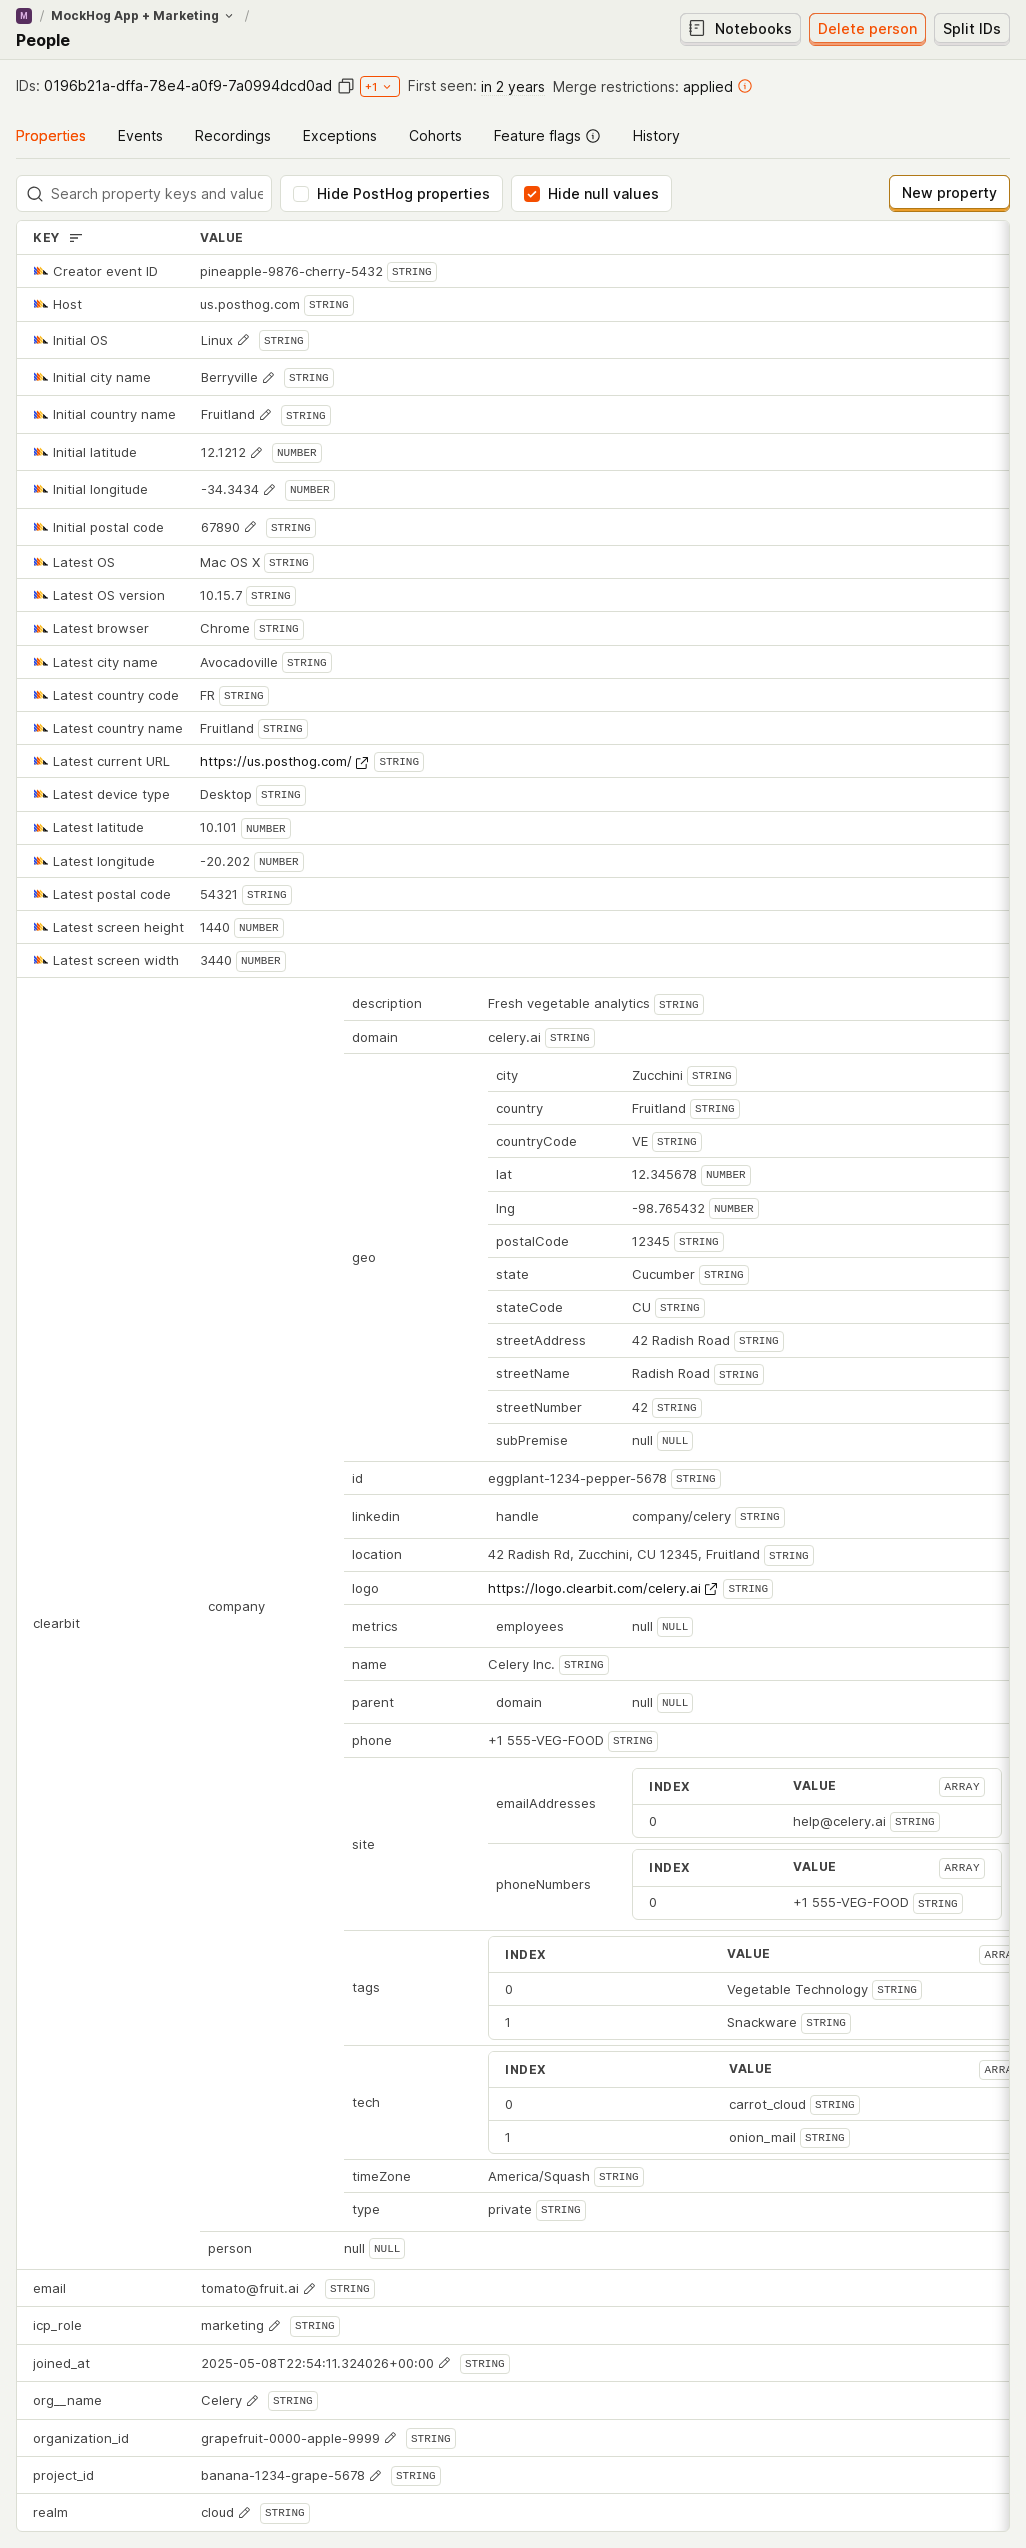 M / MockHog App + Marketing /
People
Notebooks Delete person Split IDs
IDs: 0196b21a-dffa-78e4-a0f9-7a0994dcd0ad +1 First seen: in 2 years Merge restrictions: applied
Properties Events Recordings Exceptions Cohorts Feature flags History
Search property keys and value Hide PostHog properties Hide null values New property
KEY VALUE
Creator event ID pineapple-9876-cherry-5432 STRING
Host us.posthog.com STRING
Initial OS Linux STRING
Initial city name Berryville STRING
Initial country name Fruitland STRING
Initial latitude 12.1212 NUMBER
Initial longitude -34.3434 NUMBER
Initial postal code 67890 STRING
Latest OS Mac OS X STRING
Latest OS version 10.15.7 STRING
Latest browser Chrome STRING
Latest city name Avocadoville STRING
Latest country code FR STRING
Latest country name Fruitland STRING
Latest current URL https://us.posthog.com/ STRING
Latest device type Desktop STRING
Latest latitude 10.101 NUMBER
Latest longitude -20.202 NUMBER
Latest postal code 54321 STRING
Latest screen height 1440 NUMBER
Latest screen width 3440 NUMBER
clearbit
company
description Fresh vegetable analytics STRING
domain celery.ai STRING
geo
city Zucchini STRING
country Fruitland STRING
countryCode VE STRING
lat 12.345678 NUMBER
lng -98.765432 NUMBER
postalCode 12345 STRING
state Cucumber STRING
stateCode CU STRING
streetAddress 42 Radish Road STRING
streetName Radish Road STRING
streetNumber 42 STRING
subPremise null NULL
id eggplant-1234-pepper-5678 STRING
linkedin handle company/celery STRING
location 42 Radish Rd, Zucchini, CU 12345, Fruitland STRING
logo https://logo.clearbit.com/celery.ai STRING
metrics employees null NULL
name Celery Inc. STRING
parent domain null NULL
phone +1 555-VEG-FOOD STRING
site
emailAddresses
INDEX VALUE ARRAY
0 help@celery.ai STRING
phoneNumbers
INDEX VALUE ARRAY
0 +1 555-VEG-FOOD STRING
tags
INDEX VALUE ARRA
0 Vegetable Technology STRING
1 Snackware STRING
tech
INDEX VALUE ARRA
0 carrot_cloud STRING
1 onion_mail STRING
timeZone America/Squash STRING
type private STRING
person null NULL
email tomato@fruit.ai STRING
icp_role marketing STRING
joined_at 2025-05-08T22:54:11.324026+00:00 STRING
org__name Celery STRING
organization_id grapefruit-0000-apple-9999 STRING
project_id banana-1234-grape-5678 STRING
realm cloud STRING